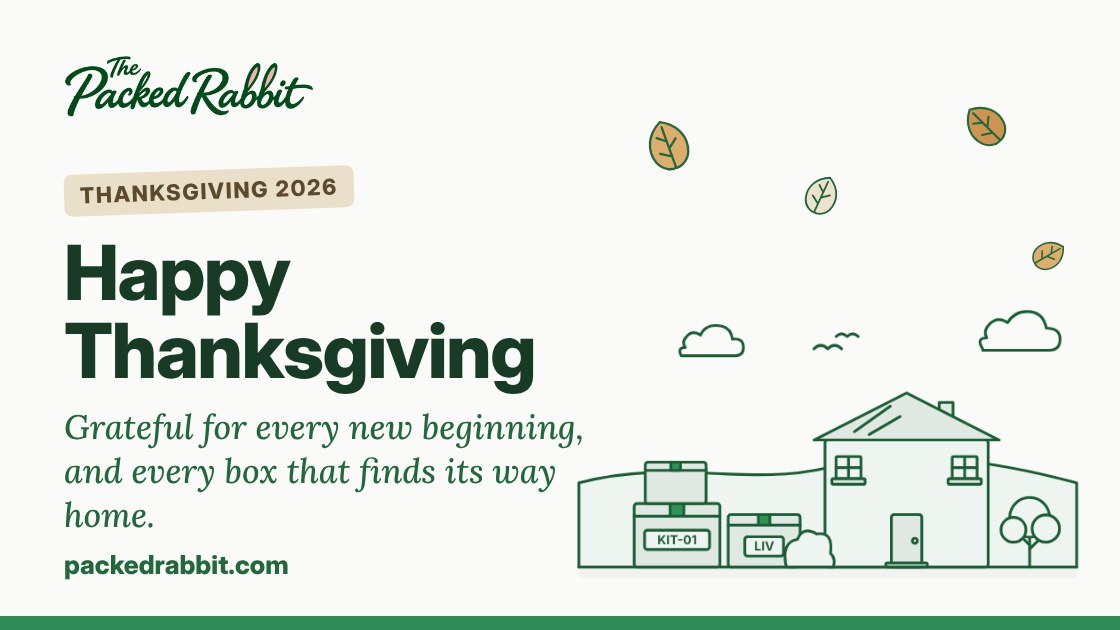 The
Packed Rabbit
THANKSGIVING 2026
Happy
Thanksgiving
Grateful for every new beginning,
and every box that finds its way
home.
packedrabbit.com
KIT-01
LIV